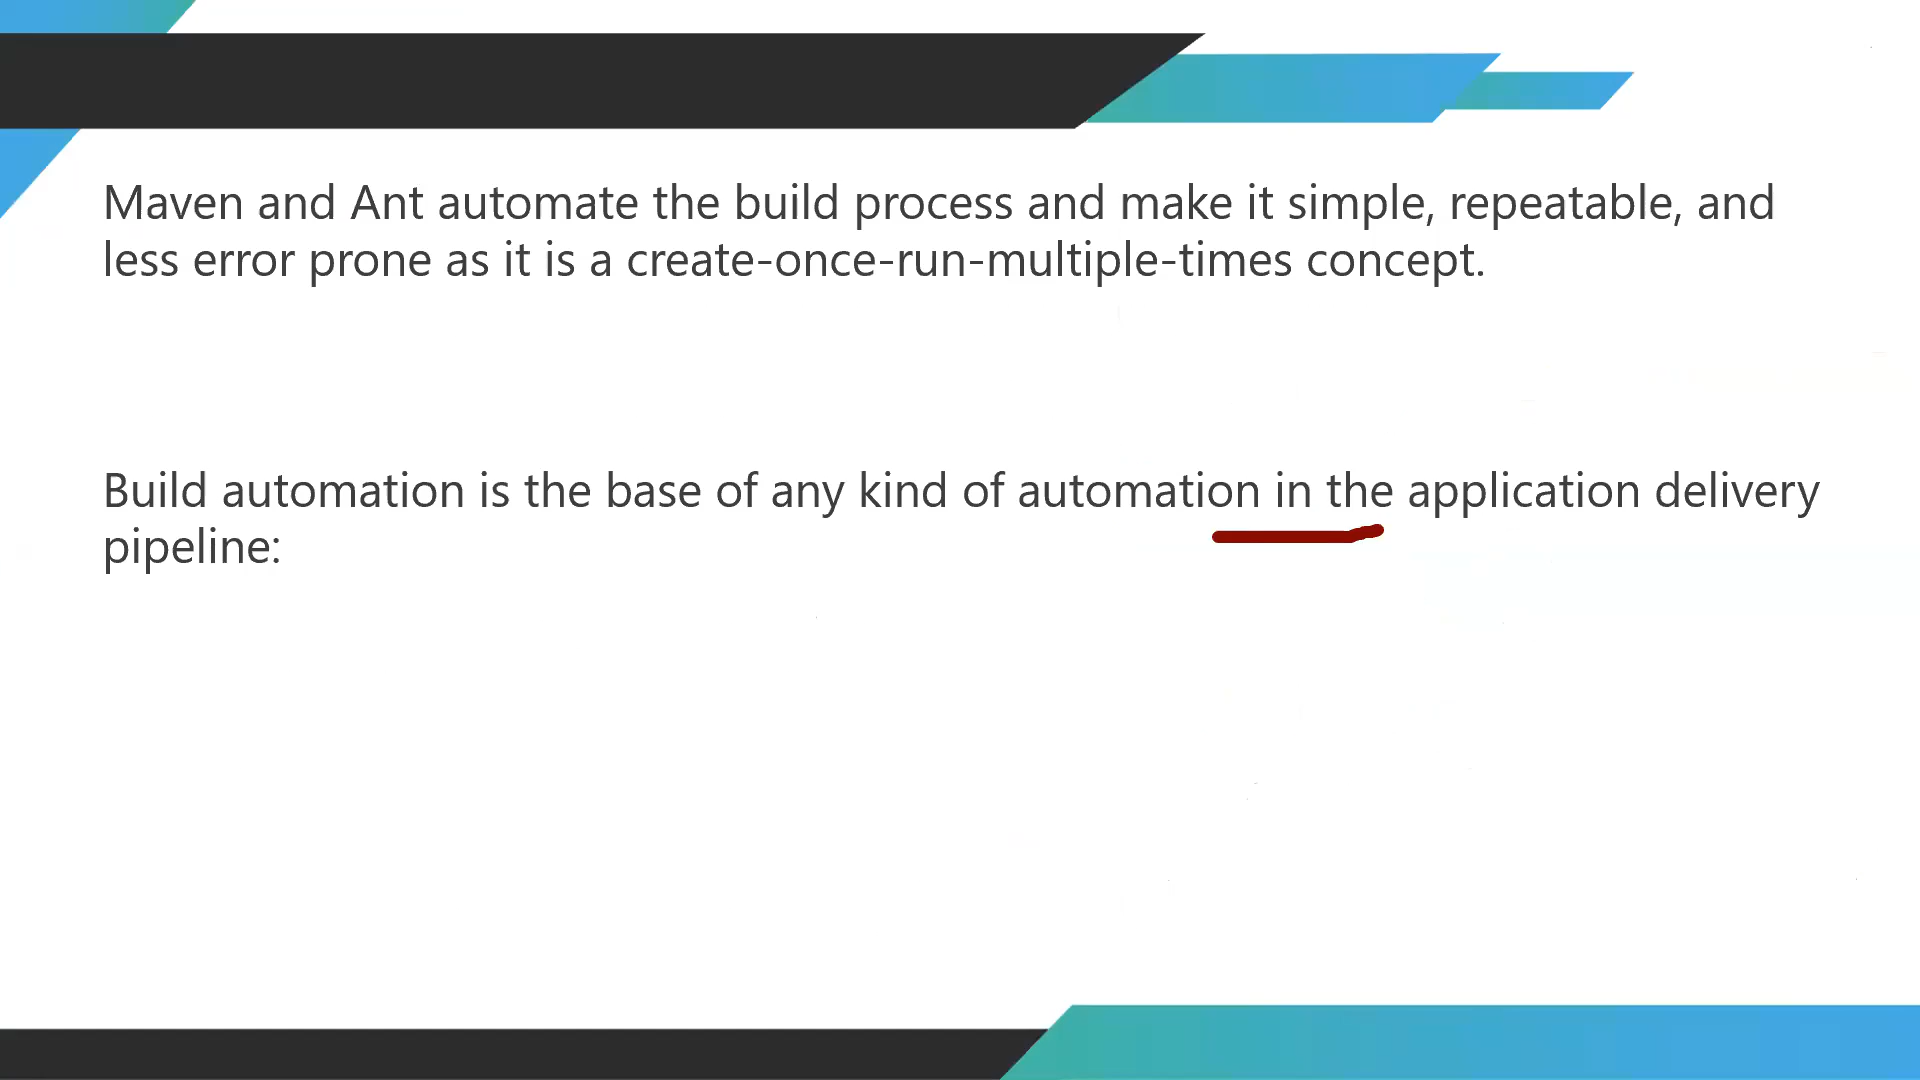 Maven and Ant automate the build process and make it simple, repeatable, and
less error prone as it is a create-once-run-multiple-times concept.
Build automation is the base of any kind of automation in the application delivery
pipeline: